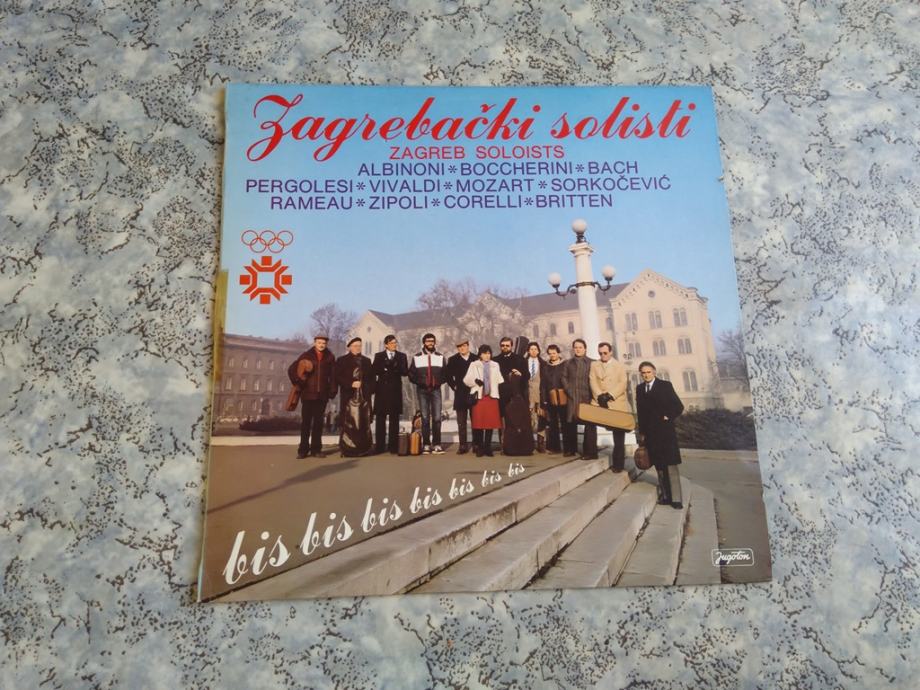 Zagrebački solisti
ZAGREB SOLOISTS
ALBINONI*BOCCHERINI*BACH
PERGOLESI*VIVALDI*MOZART*SORKOČEVIĆ
RAMEAU*ZIPOLI*CORELLI*BRITTEN
bis bis bis bis bis bis bis
Jugoton